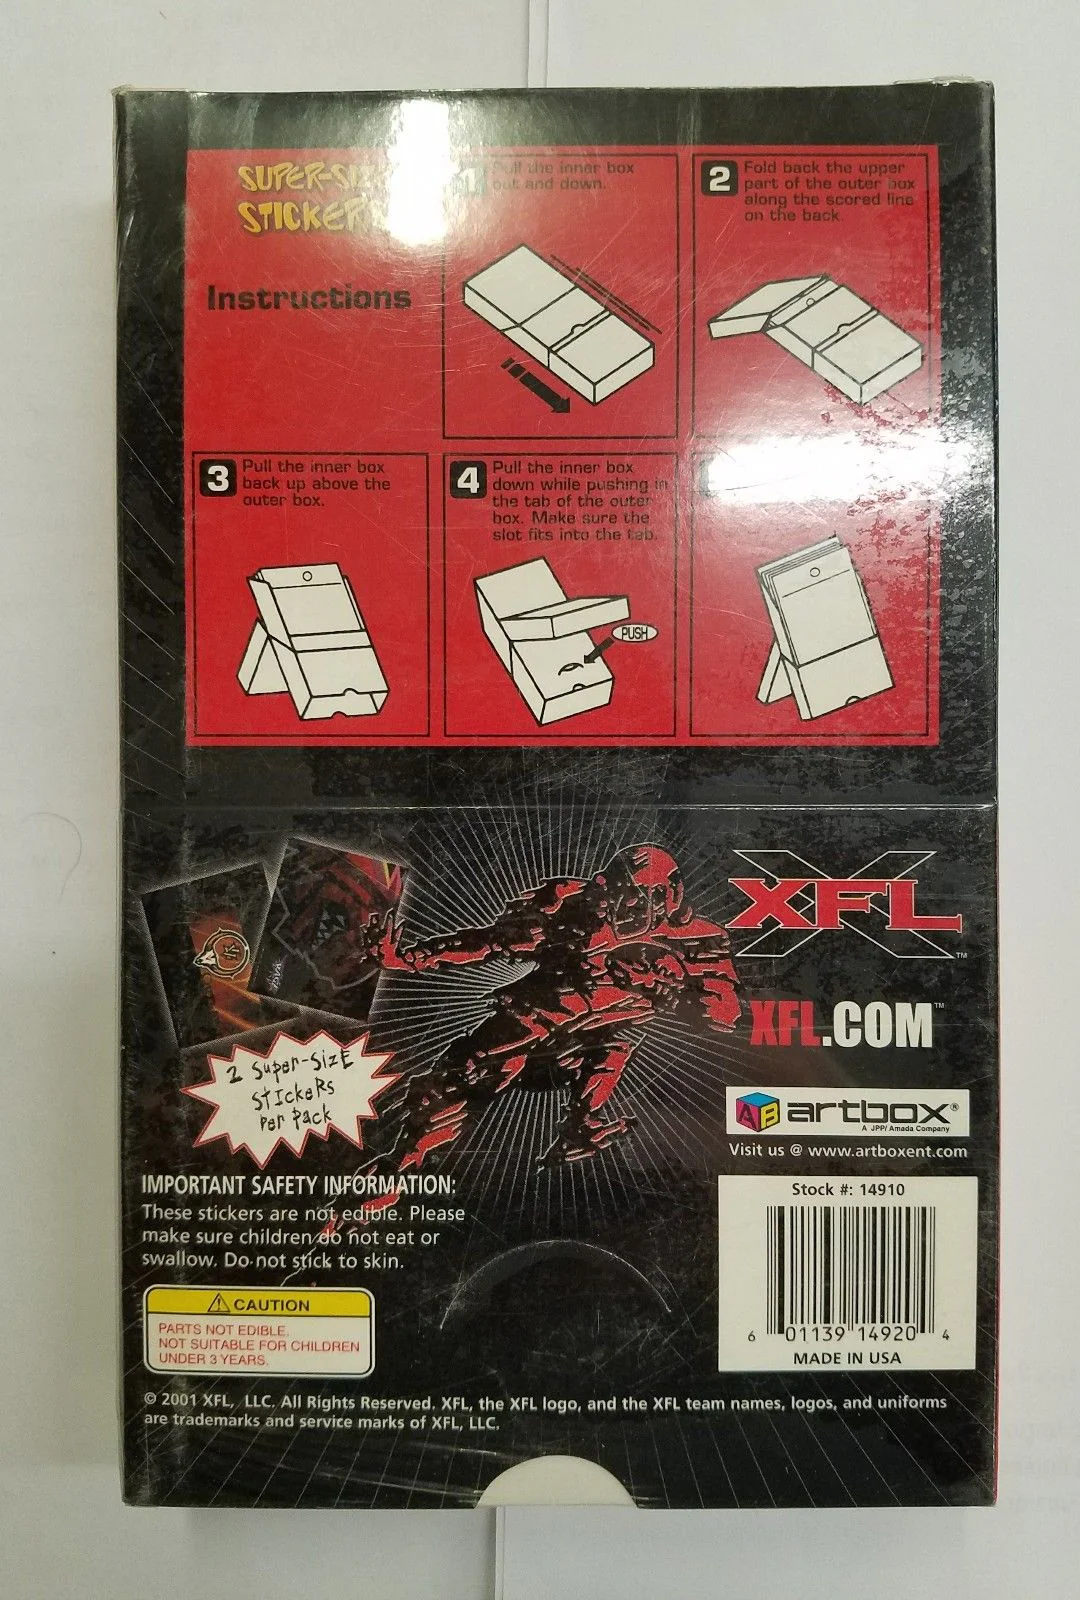 SUPER-SIZE
STICKERS
Instructions
1 Pull the inner box
out and down.
2 Fold back the upper
part of the outer box
along the scored line
on the back.
3 Pull the inner box
back up above the
outer box.
4 Pull the inner box
down while pushing in
the tab of the outer
box. Make sure the
slot fits into the tab.
PUSH
XFL™
XFL.COM™
2 Super-SizE
STIckeRs
Per Pack
AB artbox®
A JPP/Amada Company
Visit us @ www.artboxent.com
IMPORTANT SAFETY INFORMATION:
These stickers are not edible. Please
make sure children do not eat or
swallow. Do not stick to skin.
CAUTION
PARTS NOT EDIBLE.
NOT SUITABLE FOR CHILDREN
UNDER 3 YEARS.
Stock #: 14910
6 01139 14920 4
MADE IN USA
© 2001 XFL, LLC. All Rights Reserved. XFL, the XFL logo, and the XFL team names, logos, and uniforms
are trademarks and service marks of XFL, LLC.